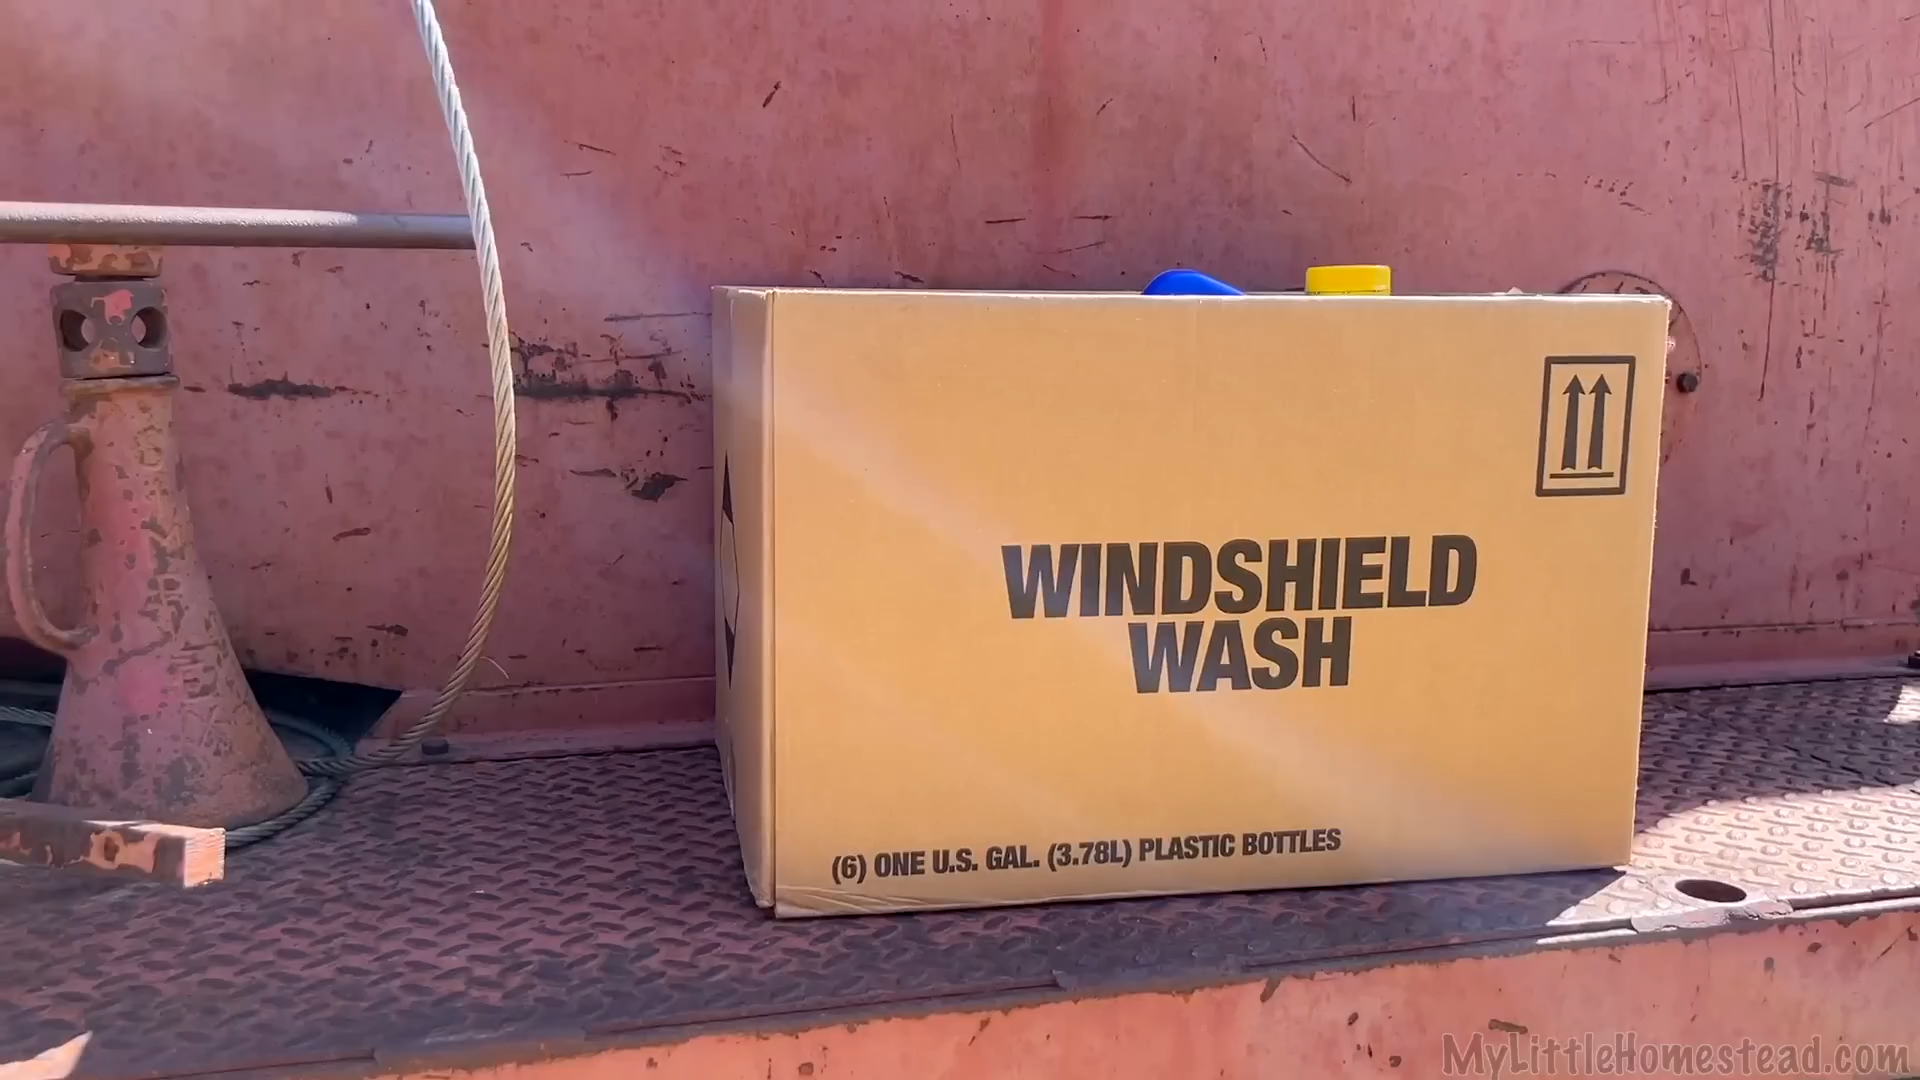 WINDSHIELD
WASH
(6) ONE U.S. GAL. (3.78L) PLASTIC BOTTLES
MyLittleHomestead.com